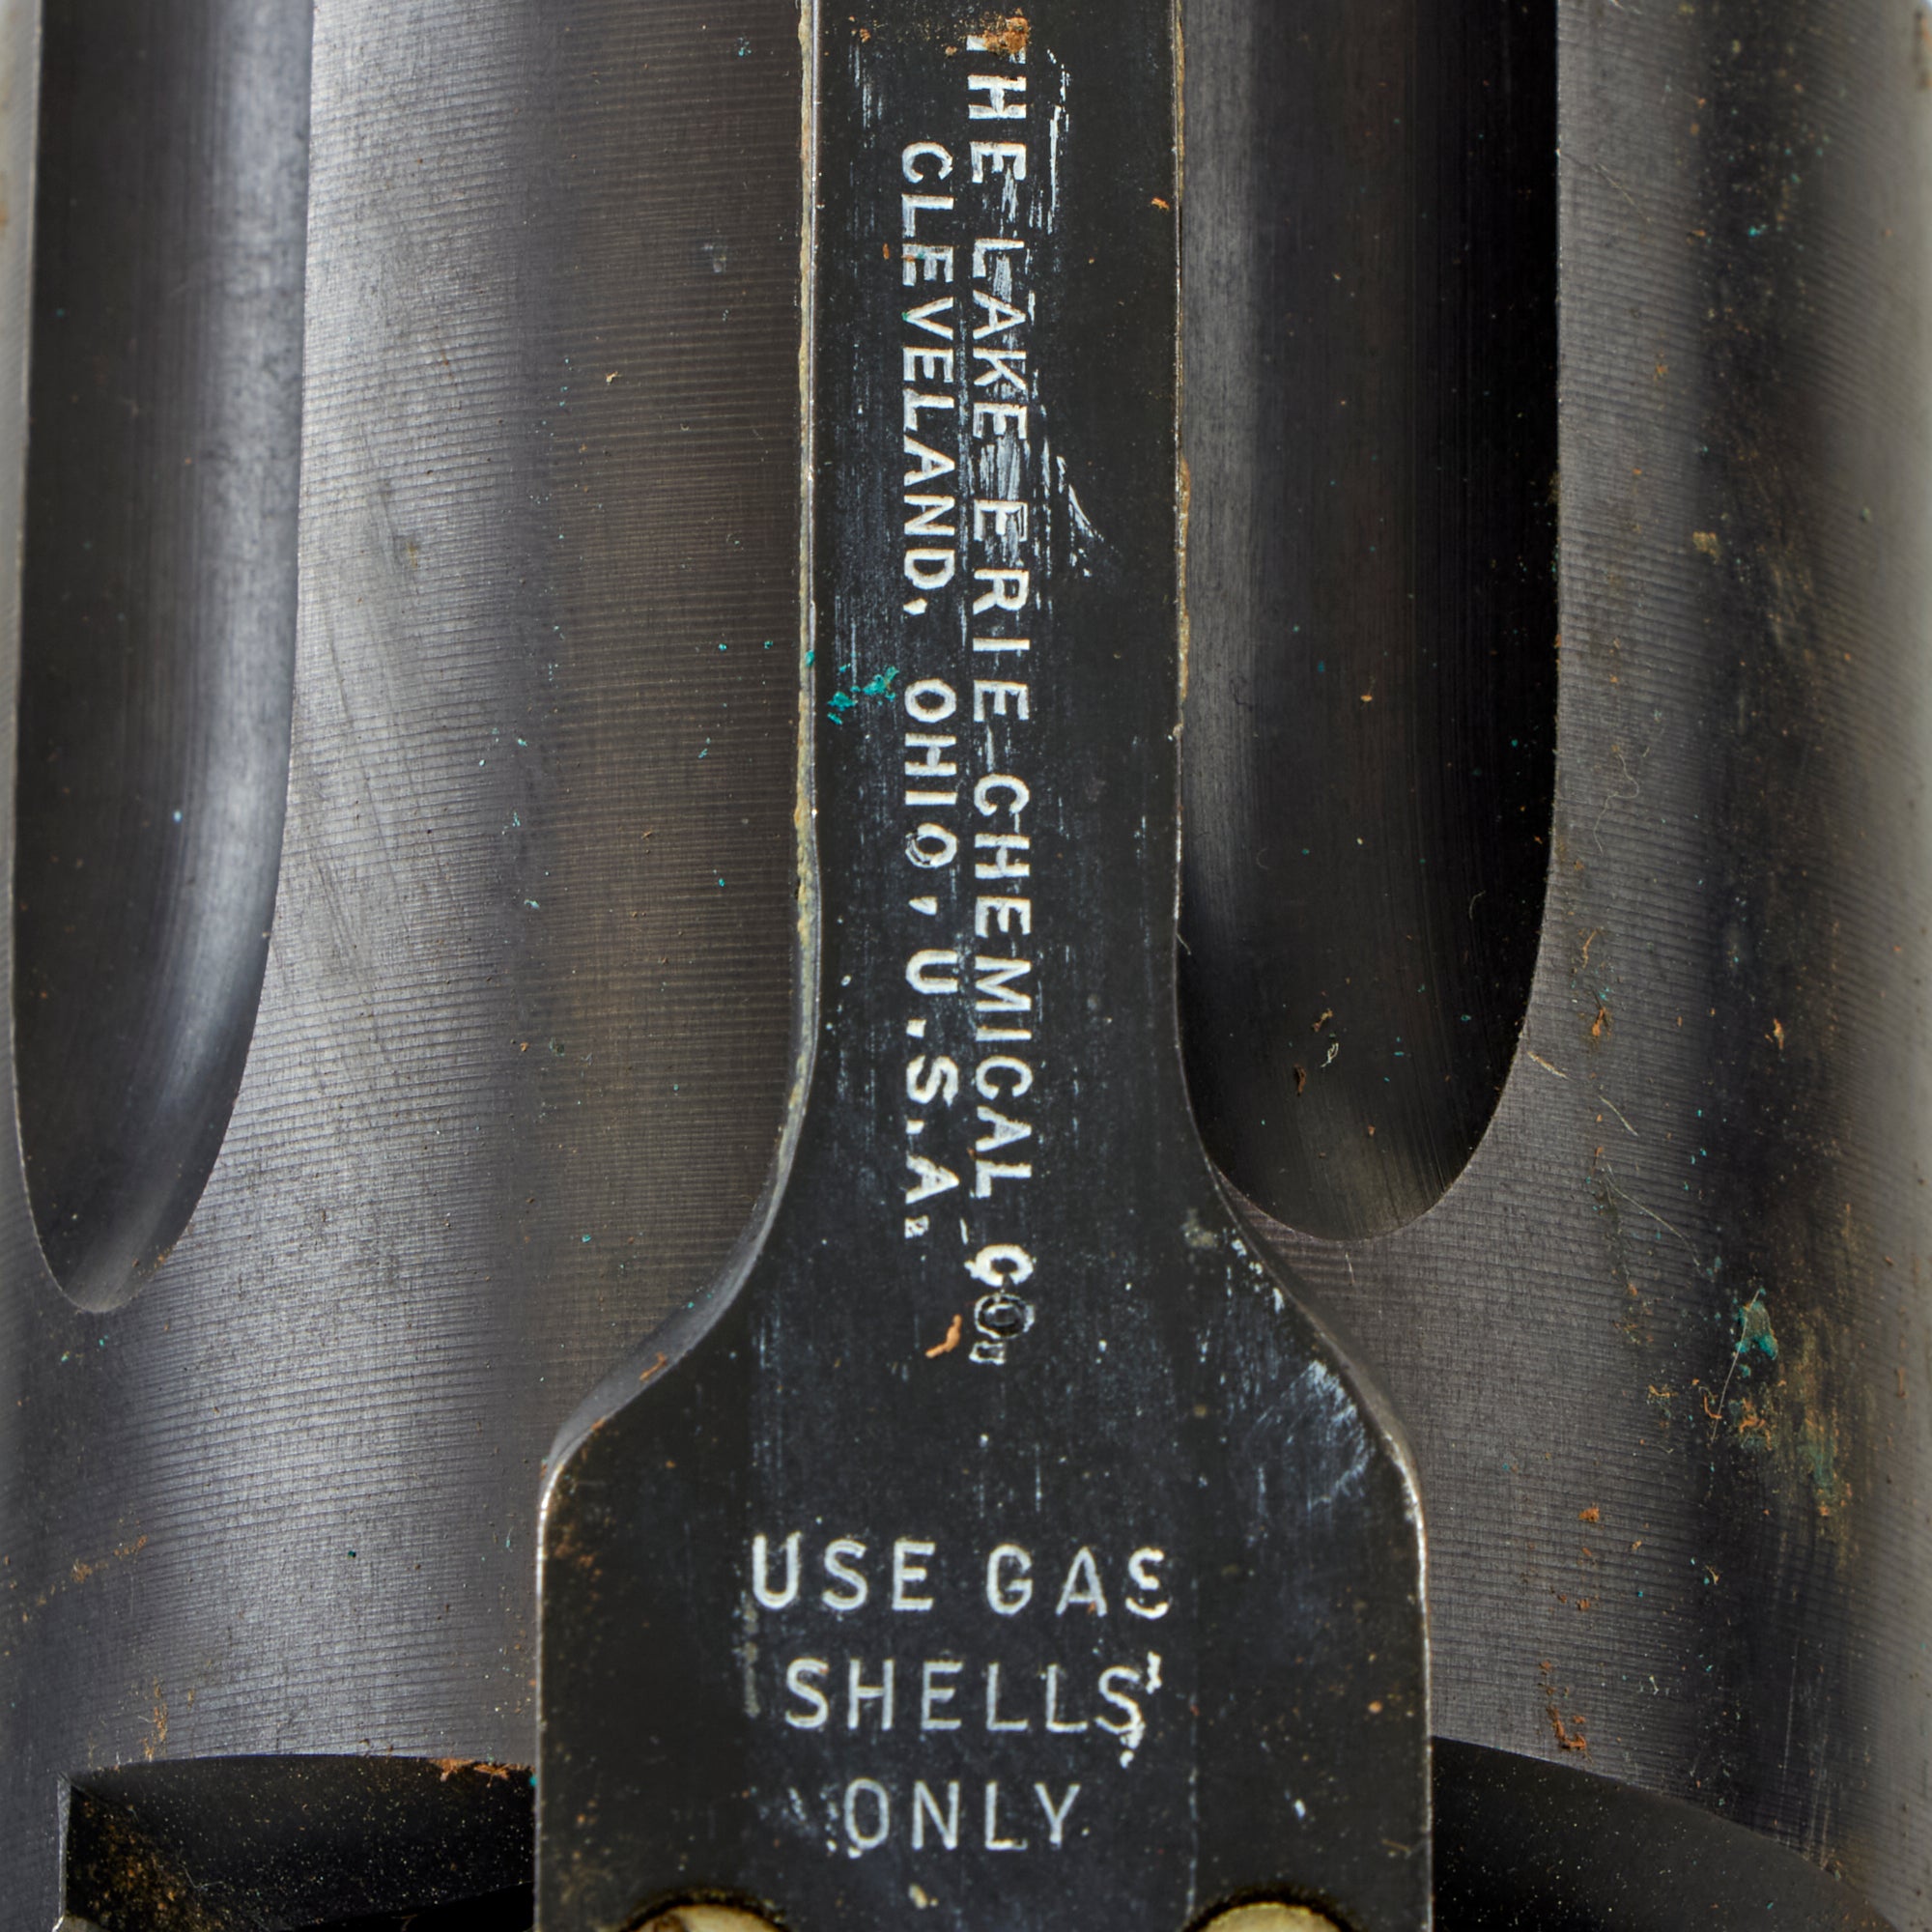 THE LAKE ERIE CHEMICAL CO.
CLEVELAND, OHIO, U.S.A.
USE GAS
SHELLS
ONLY